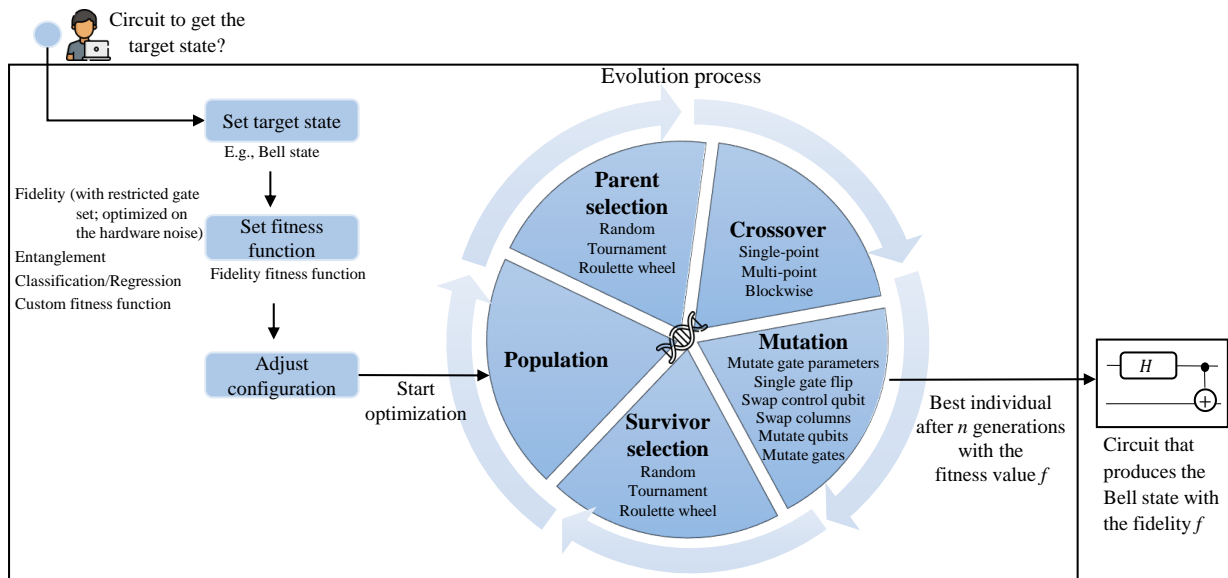 Circuit to get the
target state?
Evolution process
Set target state
E.g., Bell state
Fidelity (with restricted gate
set; optimized on
the hardware noise)
Entanglement
Classification/Regression
Custom fitness function
Set fitness
function
Fidelity fitness function
Adjust
configuration
Start
optimization
Population
Parent
selection
Random
Tournament
Roulette wheel
Crossover
Single-point
Multi-point
Blockwise
Mutation
Mutate gate parameters
Single gate flip
Swap control qubit
Swap columns
Mutate qubits
Mutate gates
Survivor
selection
Random
Tournament
Roulette wheel
Best individual
after n generations
with the
fitness value f
H
Circuit that
produces the
Bell state with
the fidelity f